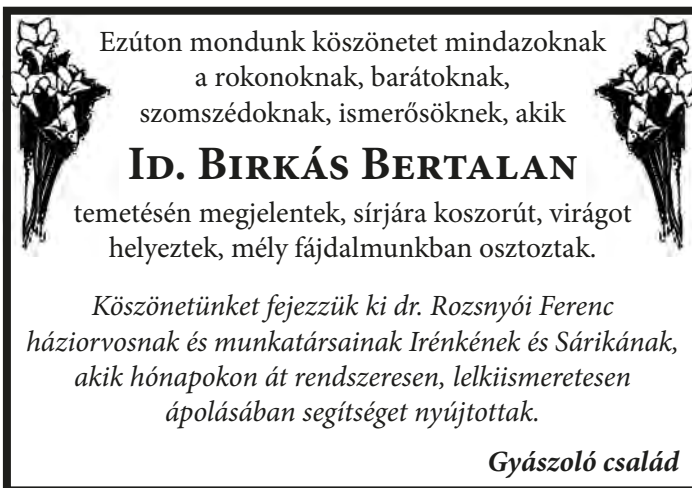 Ezúton mondunk köszönetet mindazoknak
a rokonoknak, barátoknak,
szomszédoknak, ismerősöknek, akik
Id. Birkás Bertalan
temetésén megjelentek, sírjára koszorút, virágot
helyeztek, mély fájdalmunkban osztoztak.
Köszönetünket fejezzük ki dr. Rozsnyói Ferenc
háziorvosnak és munkatársainak Irénkének és Sárikának,
akik hónapokon át rendszeresen, lelkiismeretesen
ápolásában segítséget nyújtottak.
Gyászoló család